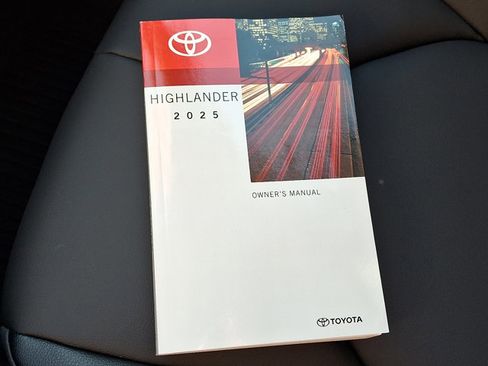 HIGHLANDER
2025
OWNER'S MANUAL
TOYOTA